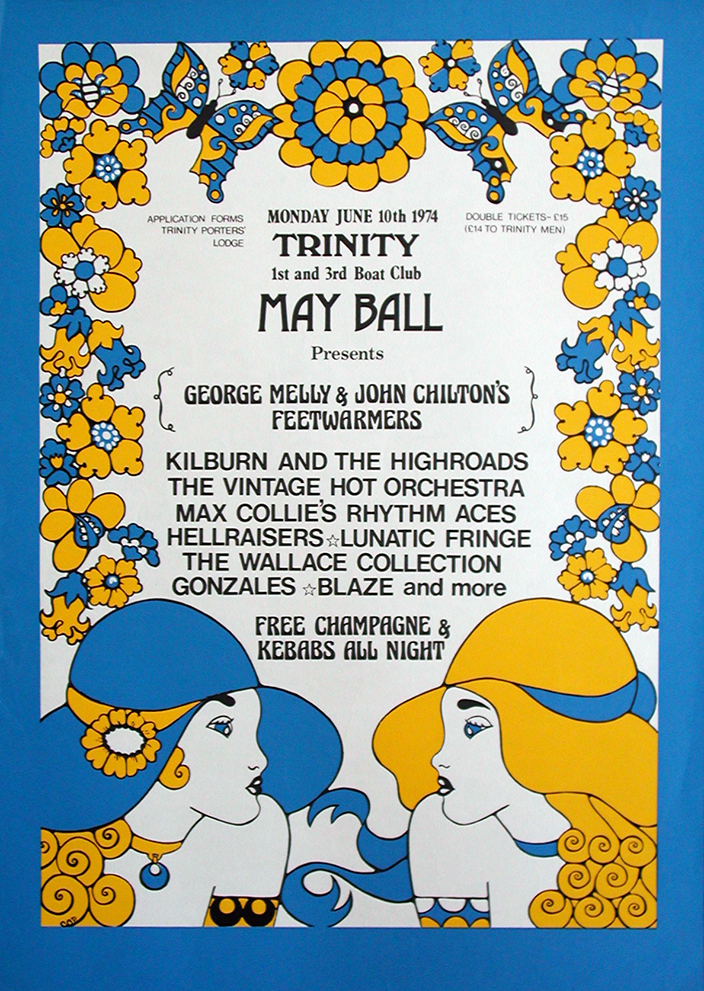 APPLICATION FORMS
TRINITY PORTERS'
LODGE
MONDAY JUNE 10th 1974
DOUBLE TICKETS- £15
(£14 TO TRINITY MEN)
TRINITY
1st and 3rd Boat Club
MAY BALL
Presents
GEORGE MELLY & JOHN CHILTON'S
FEETWARMERS
KILBURN AND THE HIGHROADS
THE VINTAGE HOT ORCHESTRA
MAX COLLIE'S RHYTHM ACES
HELLRAISERS☆LUNATIC FRINGE
THE WALLACE COLLECTION
GONZALES ☆BLAZE and more
FREE CHAMPAGNE &
KEBABS ALL NIGHT